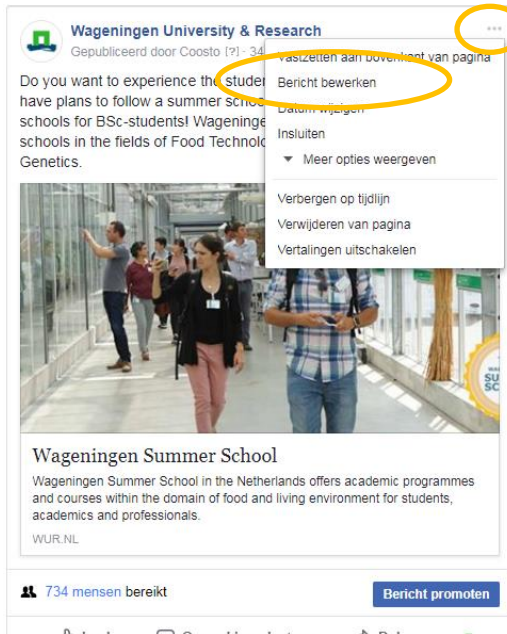 Wageningen University & Research
Gepubliceerd door Coosto [?] · 34
Do you want to experience the studen
have plans to follow a summer schoo
schools for BSc-students! Wageninge
schools in the fields of Food Technolo
Genetics.
Vastzetten aan bovenkant van pagina
Bericht bewerken
Datum wijzigen
Insluiten
Meer opties weergeven
Verbergen op tijdlijn
Verwijderen van pagina
Vertalingen uitschakelen
Wageningen Summer School
Wageningen Summer School in the Netherlands offers academic programmes
and courses within the domain of food and living environment for students,
academics and professionals.
WUR.NL
734 mensen bereikt
Bericht promoten